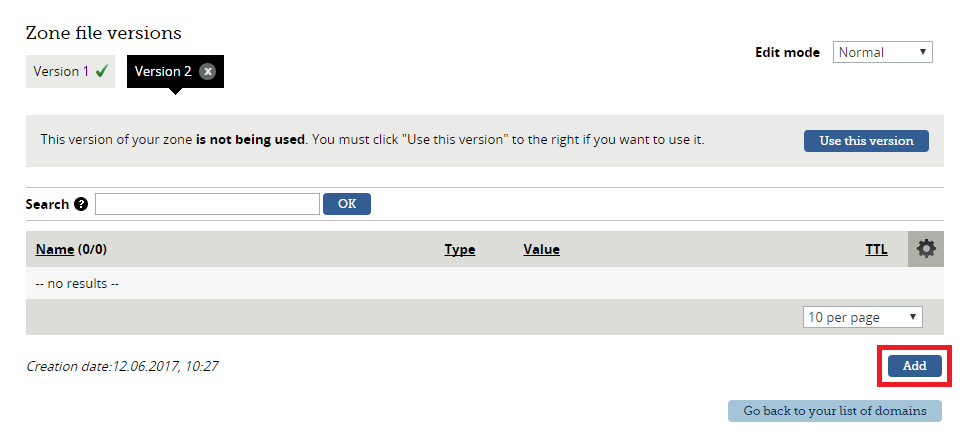 Zone file versions
Edit mode Normal
Version 1 Version 2 x
This version of your zone is not being used. You must click "Use this version" to the right if you want to use it. Use this version
Search ? OK
Name (0/0) Type Value TTL
-- no results --
10 per page
Creation date:12.06.2017, 10:27 Add
Go back to your list of domains